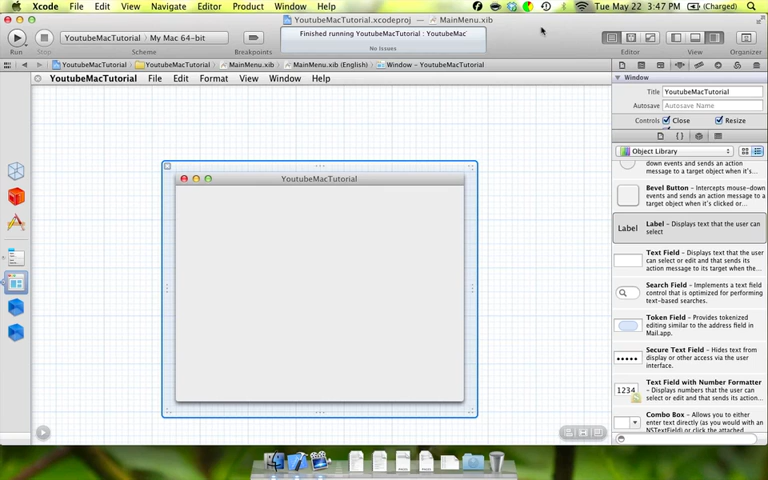 Xcode File Edit View Navigate Editor Product Window Help Tue May 22 3:47 PM (Charged)
YoutubeMacTutorial.xcodeproj — MainMenu.xib
YoutubeMacTutorial My Mac 64-bit
Finished running YoutubeMacTutorial : YoutubeMac
No Issues
Run Stop Scheme Breakpoints Editor View Organizer
YoutubeMacTutorial YoutubeMacTutorial MainMenu.xib MainMenu.xib (English) Window – YoutubeMacTutorial
YoutubeMacTutorial File Edit Format View Window Help
YoutubeMacTutorial
Window
Title YoutubeMacTutorial
Autosave Autosave Name
Controls Close Resize
Object Library
down events and sends an action
message to a target object when it's...
Bevel Button – Intercepts mouse-down
events and sends an action message to a
target object when it's clicked or...
Label
Label – Displays text that the user can
select
Text Field – Displays text that the user
can select or edit and that sends its
action message to its target when the...
Search Field – Implements a text field
control that is optimized for performing
text-based searches.
Token Field – Provides tokenized
editing similar to the address field in
Mail.app.
Secure Text Field – Hides text from
display or other access via the user
interface.
1234
Text Field with Number Formatter
– Displays numbers that the user can
select or edit and that sends its actio...
Combo Box – Allows you to either
enter text directly (as you would with
an NSTextField) or click the attached